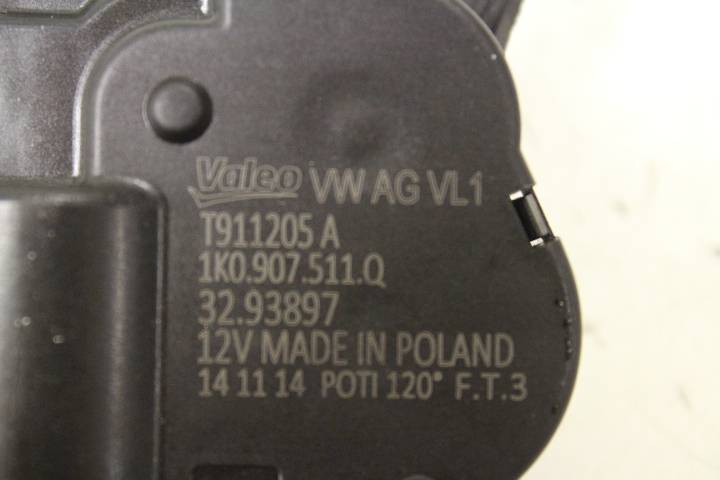 Valeo VW AG VL1
T911205 A
1K0.907.511.Q
32.93897
12V MADE IN POLAND
14 11 14 POTI 120° F.T.3